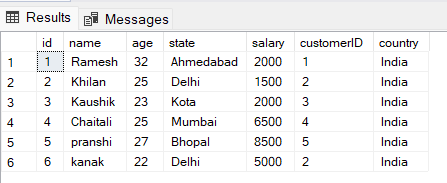 Results Messages
id name age state salary customerID country
1 1 Ramesh 32 Ahmedabad 2000 1 India
2 2 Khilan 25 Delhi 1500 2 India
3 3 Kaushik 23 Kota 2000 3 India
4 4 Chaitali 25 Mumbai 6500 4 India
5 5 pranshi 27 Bhopal 8500 5 India
6 6 kanak 22 Delhi 5000 2 India